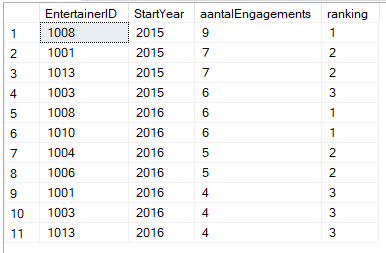 EntertainerID StartYear aantalEngagements ranking
1 1008 2015 9 1
2 1001 2015 7 2
3 1013 2015 7 2
4 1003 2015 6 3
5 1008 2016 6 1
6 1010 2016 6 1
7 1004 2016 5 2
8 1006 2016 5 2
9 1001 2016 4 3
10 1003 2016 4 3
11 1013 2016 4 3